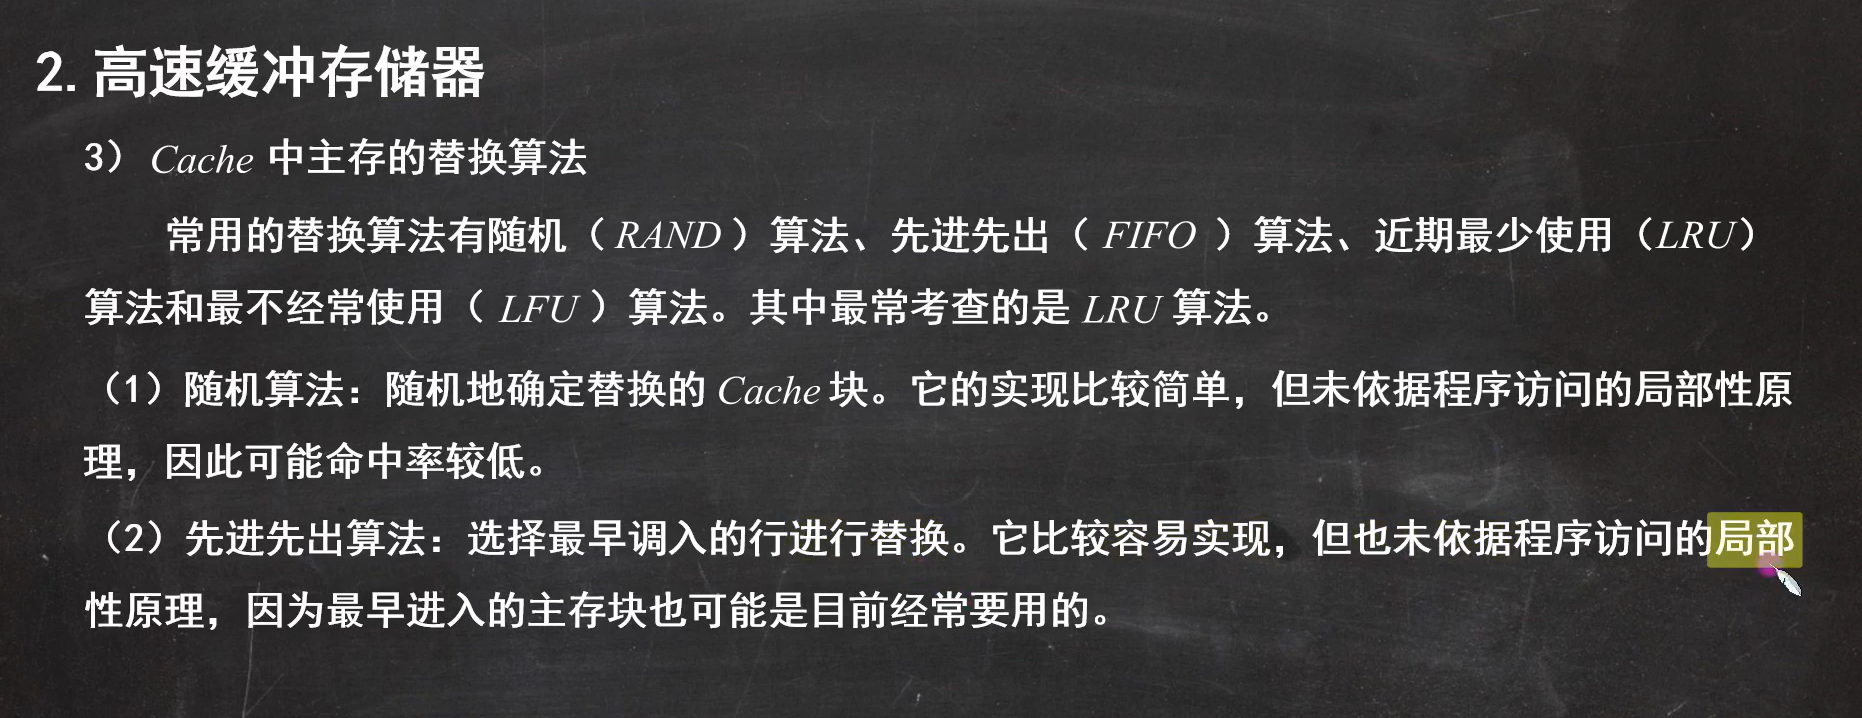 2. 高速缓冲存储器
3） Cache 中主存的替换算法
常用的替换算法有随机（ RAND ）算法、先进先出（ FIFO ）算法、近期最少使用（LRU）
算法和最不经常使用（ LFU ）算法。其中最常考查的是 LRU 算法。
（1）随机算法：随机地确定替换的 Cache 块。它的实现比较简单，但未依据程序访问的局部性原
理，因此可能命中率较低。
（2）先进先出算法：选择最早调入的行进行替换。它比较容易实现，但也未依据程序访问的局部
性原理，因为最早进入的主存块也可能是目前经常要用的。